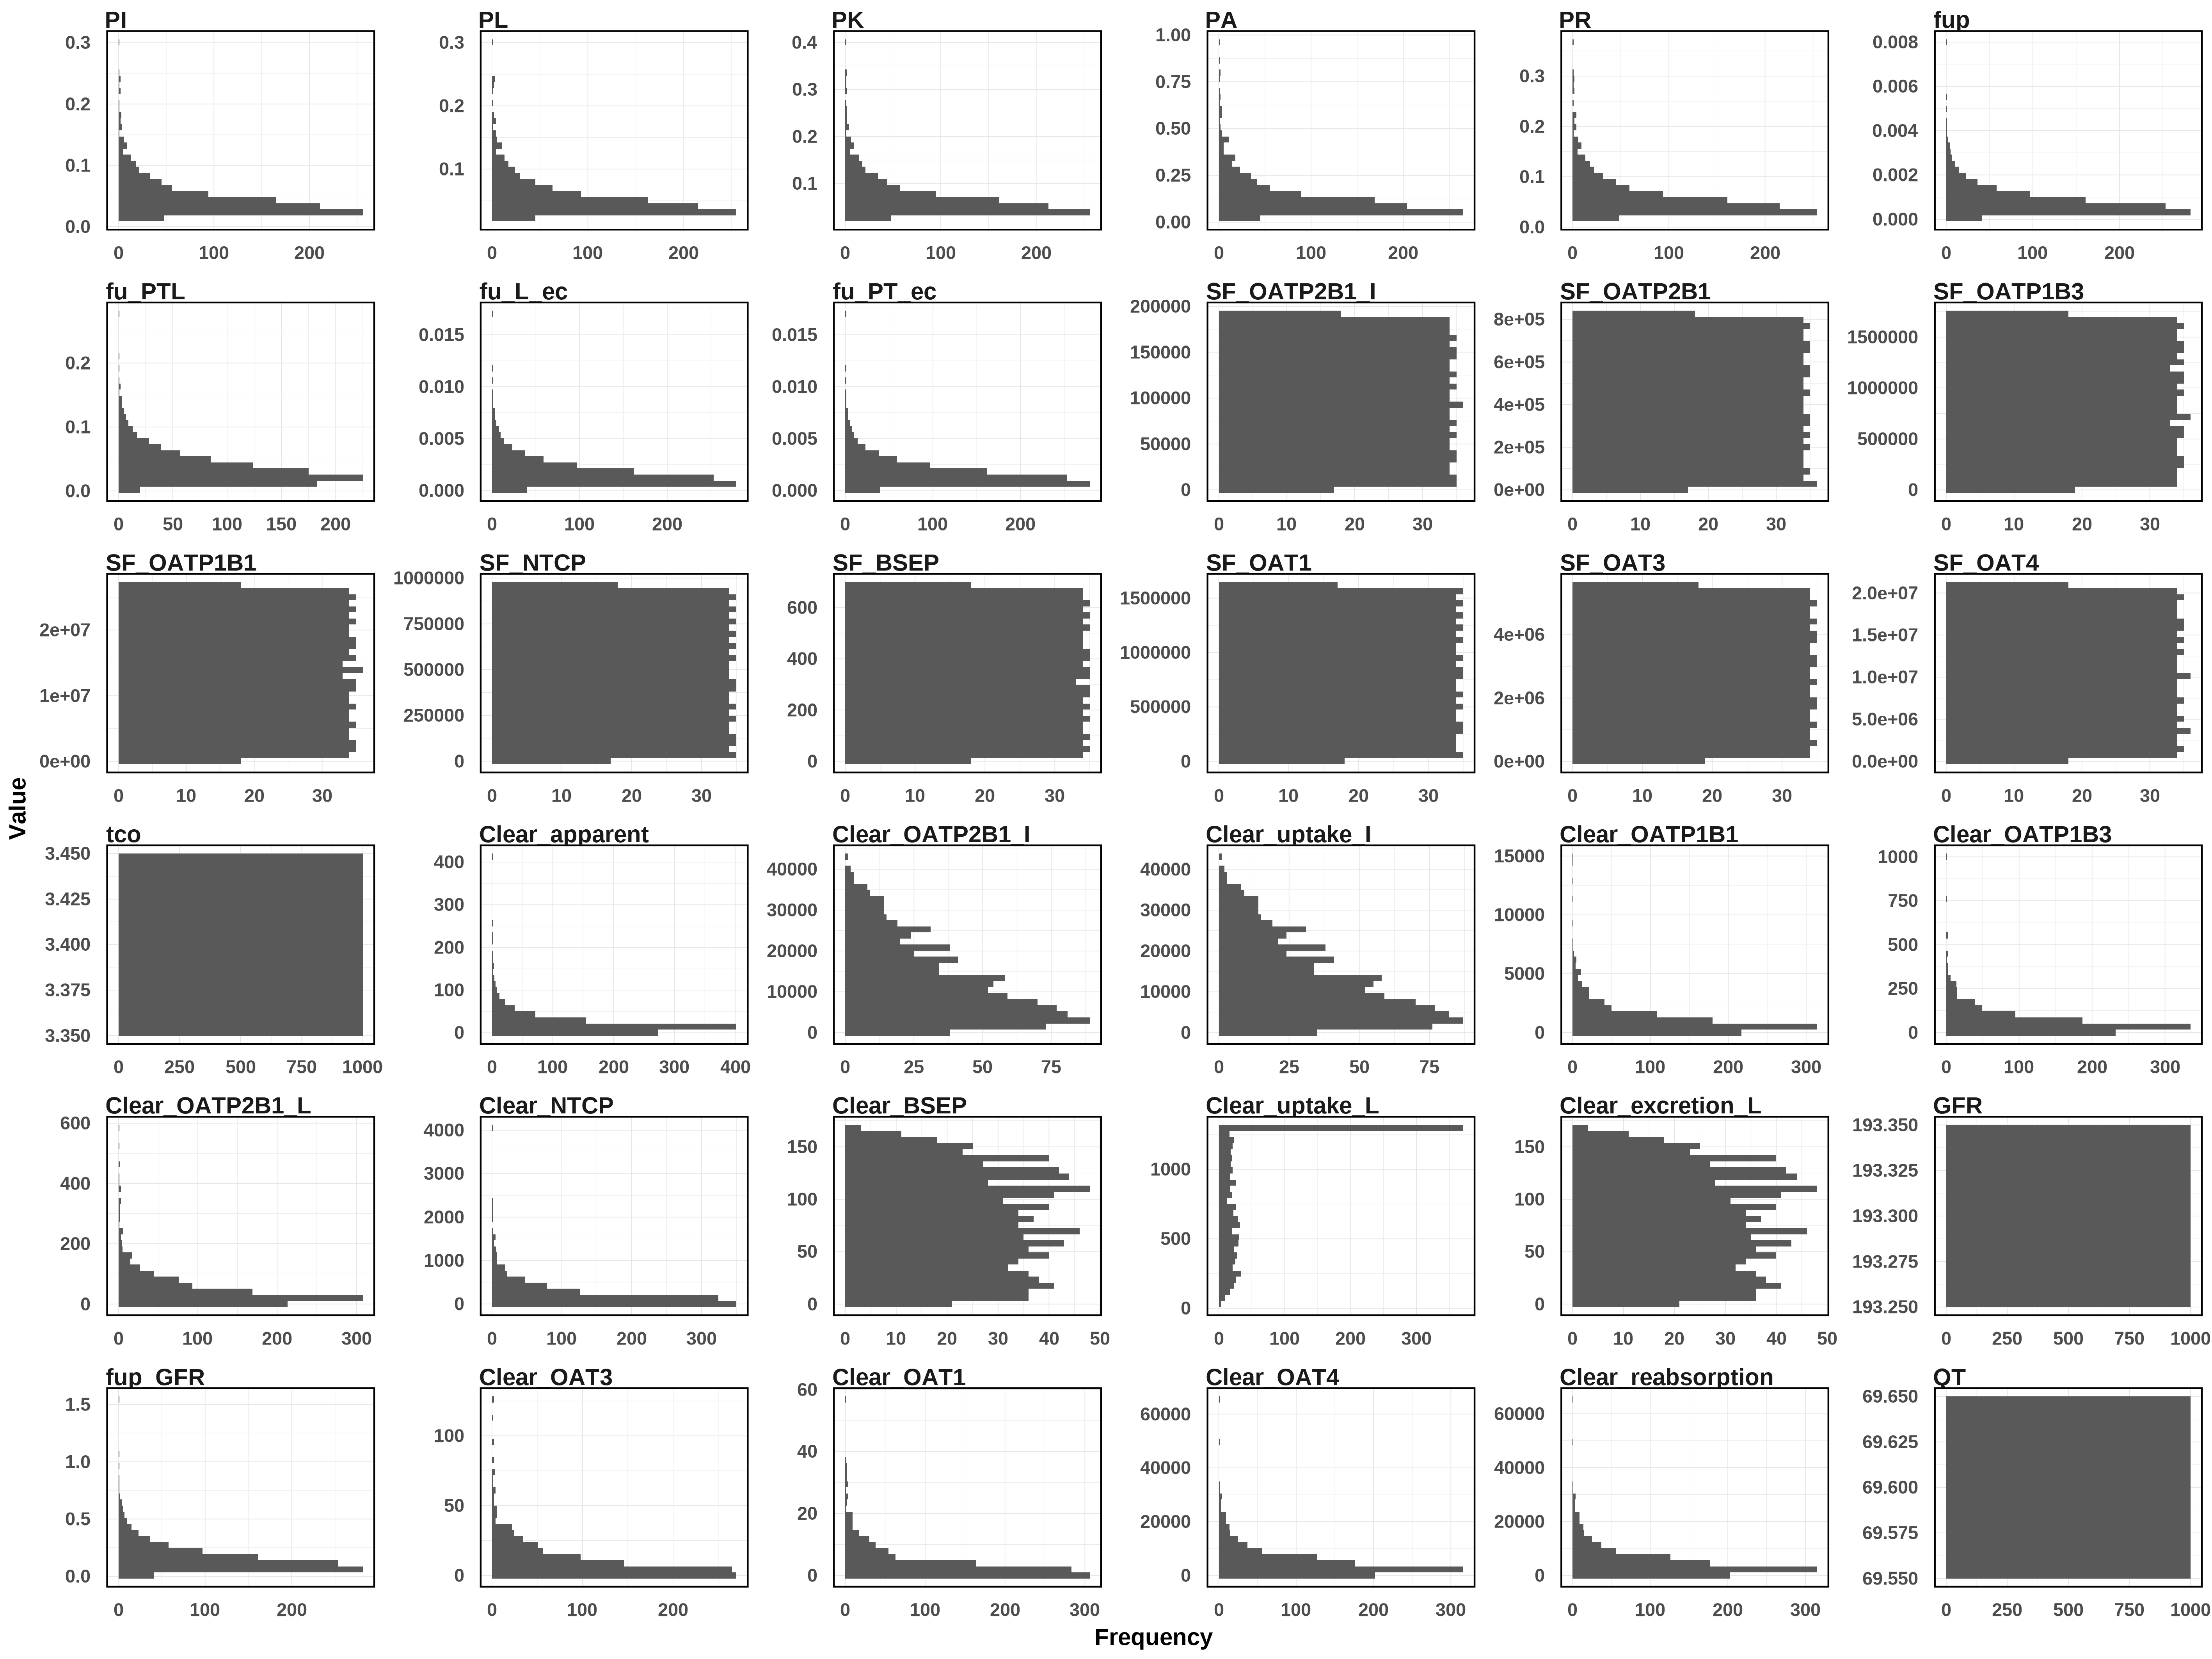 PI PL PK PA PR fup
0.3 0.2 0.1 0.0
0 100 200
0.3 0.2 0.1
0 100 200
0.4 0.3 0.2 0.1
0 100 200
1.00 0.75 0.50 0.25 0.00
0 100 200
0.3 0.2 0.1 0.0
0 100 200
0.008 0.006 0.004 0.002 0.000
0 100 200
fu_PTL fu_L_ec fu_PT_ec SF_OATP2B1_I SF_OATP2B1 SF_OATP1B3
0.2 0.1 0.0
0 50 100 150 200
0.015 0.010 0.005 0.000
0 100 200
0.015 0.010 0.005 0.000
0 100 200
200000 150000 100000 50000 0
0 10 20 30
8e+05 6e+05 4e+05 2e+05 0e+00
0 10 20 30
1500000 1000000 500000 0
0 10 20 30
SF_OATP1B1 SF_NTCP SF_BSEP SF_OAT1 SF_OAT3 SF_OAT4
2e+07 1e+07 0e+00
0 10 20 30
1000000 750000 500000 250000 0
0 10 20 30
600 400 200 0
0 10 20 30
1500000 1000000 500000 0
0 10 20 30
4e+06 2e+06 0e+00
0 10 20 30
2.0e+07 1.5e+07 1.0e+07 5.0e+06 0.0e+00
0 10 20 30
Value
tco Clear_apparent Clear_OATP2B1_I Clear_uptake_I Clear_OATP1B1 Clear_OATP1B3
3.450 3.425 3.400 3.375 3.350
0 250 500 750 1000
400 300 200 100 0
0 100 200 300 400
40000 30000 20000 10000 0
0 25 50 75
40000 30000 20000 10000 0
0 25 50 75
15000 10000 5000 0
0 100 200 300
1000 750 500 250 0
0 100 200 300
Clear_OATP2B1_L Clear_NTCP Clear_BSEP Clear_uptake_L Clear_excretion_L GFR
600 400 200 0
0 100 200 300
4000 3000 2000 1000 0
0 100 200 300
150 100 50 0
0 10 20 30 40 50
1000 500 0
0 100 200 300
150 100 50 0
0 10 20 30 40 50
193.350 193.325 193.300 193.275 193.250
0 250 500 750 1000
fup_GFR Clear_OAT3 Clear_OAT1 Clear_OAT4 Clear_reabsorption QT
1.5 1.0 0.5 0.0
0 100 200
100 50 0
0 100 200
60 40 20 0
0 100 200 300
60000 40000 20000 0
0 100 200 300
60000 40000 20000 0
0 100 200 300
69.650 69.625 69.600 69.575 69.550
0 250 500 750 1000
Frequency